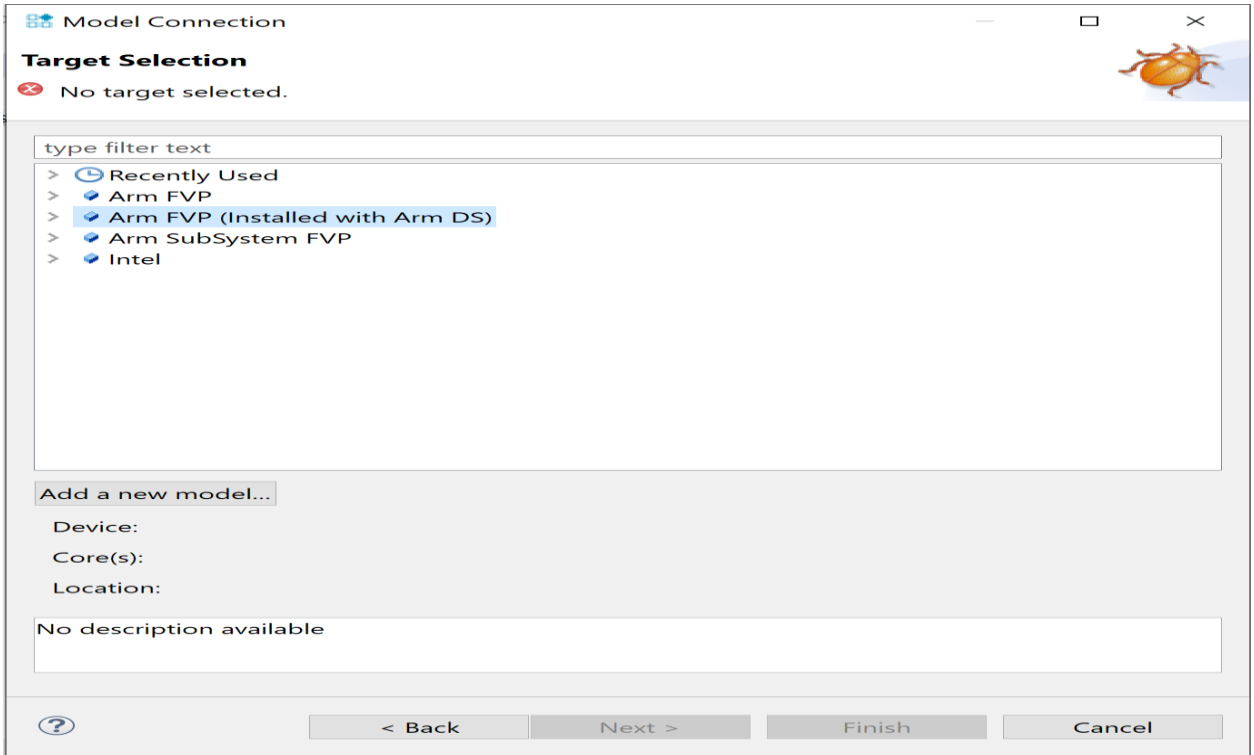 Model Connection
Target Selection
No target selected.
type filter text
Recently Used
Arm FVP
Arm FVP (Installed with Arm DS)
Arm SubSystem FVP
Intel
Add a new model...
Device:
Core(s):
Location:
No description available
< Back
Next >
Finish
Cancel